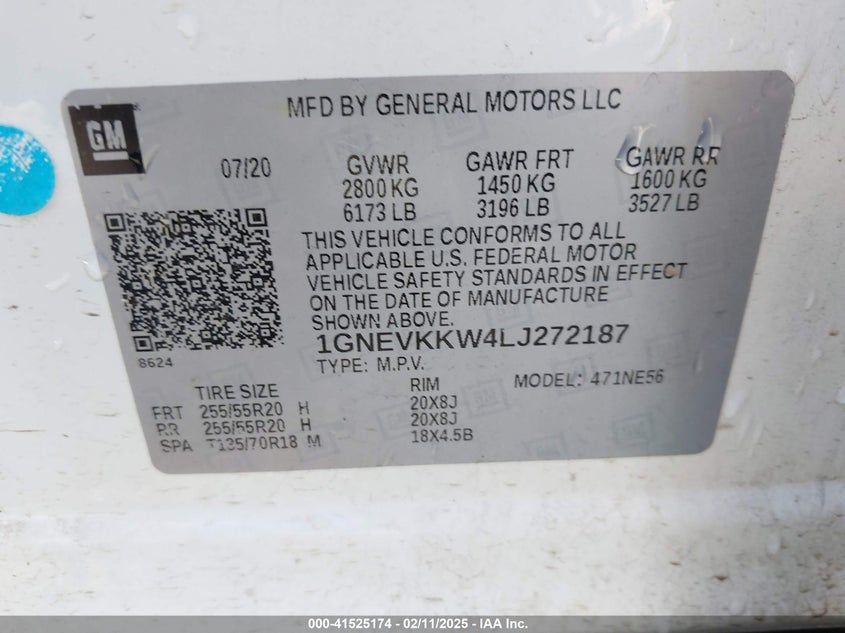 MFD BY GENERAL MOTORS LLC
GM
07/20
GVWR GAWR FRT GAWR RR
2800 KG 1450 KG 1600 KG
6173 LB 3196 LB 3527 LB
THIS VEHICLE CONFORMS TO ALL
APPLICABLE U.S. FEDERAL MOTOR
VEHICLE SAFETY STANDARDS IN EFFECT
ON THE DATE OF MANUFACTURE
SHOWN ABOVE.
1GNEVKKW4LJ272187
8624
TYPE: M.P.V. MODEL: 471NE56
TIRE SIZE RIM
FRT 255/55R20 H 20X8J
RR 255/55R20 H 20X8J
SPA T135/70R18 M 18X4.5B
000-41525174 - 02/11/2025 - IAA Inc.